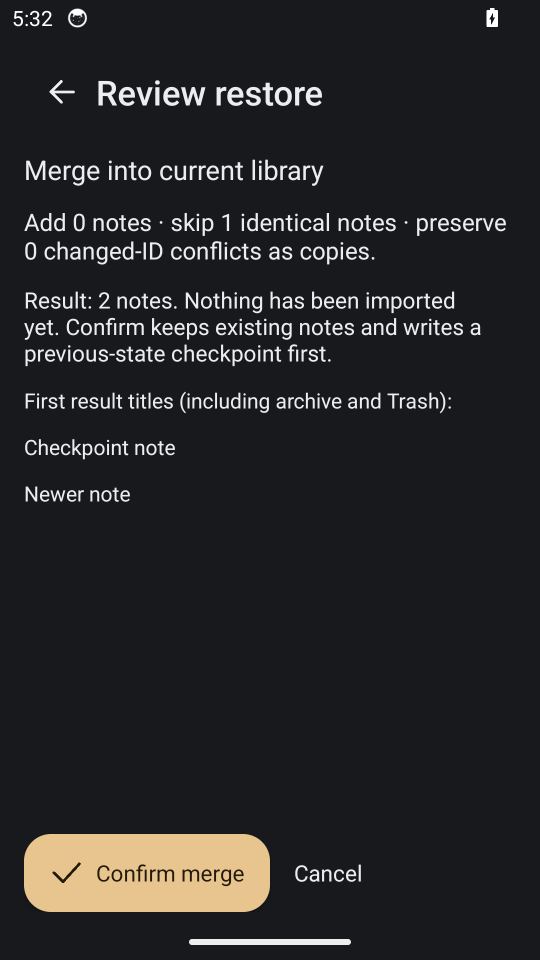 5:32
Review restore
Merge into current library
Add 0 notes · skip 1 identical notes · preserve
0 changed-ID conflicts as copies.
Result: 2 notes. Nothing has been imported
yet. Confirm keeps existing notes and writes a
previous-state checkpoint first.
First result titles (including archive and Trash):
Checkpoint note
Newer note
Confirm merge
Cancel